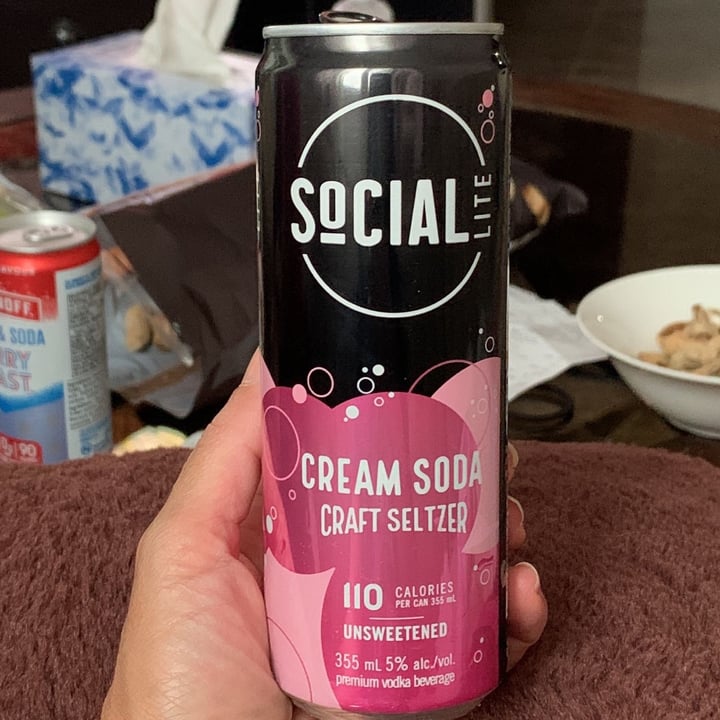 SOCIAL LITE
CREAM SODA
CRAFT SELTZER
110 CALORIES
PER CAN 355 mL
UNSWEETENED
355 mL 5% alc./vol.
premium vodka beverage
& SODA
90